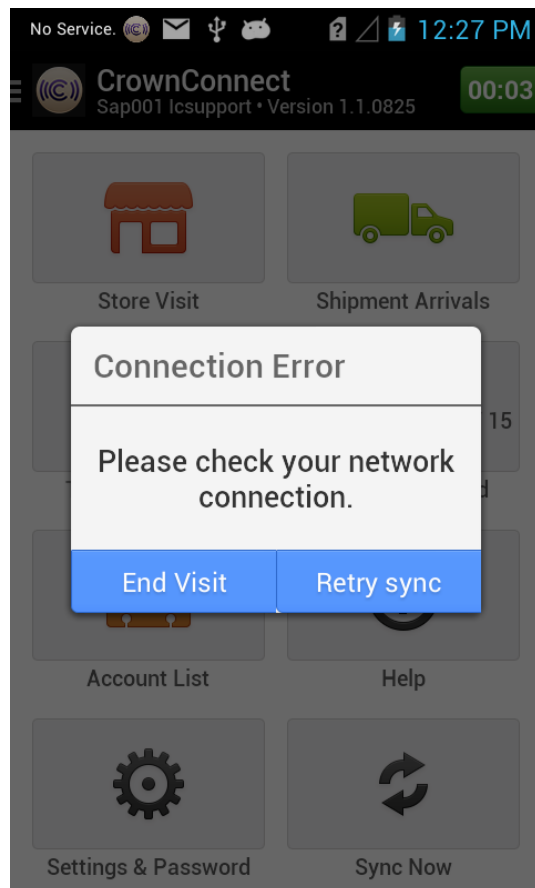 No Service. 12:27 PM
CrownConnect 00:03
Sap001 Icsupport • Version 1.1.0825
Store Visit Shipment Arrivals
Connection Error
Please check your network
connection.
15
End Visit Retry sync
Account List Help
Settings & Password Sync Now